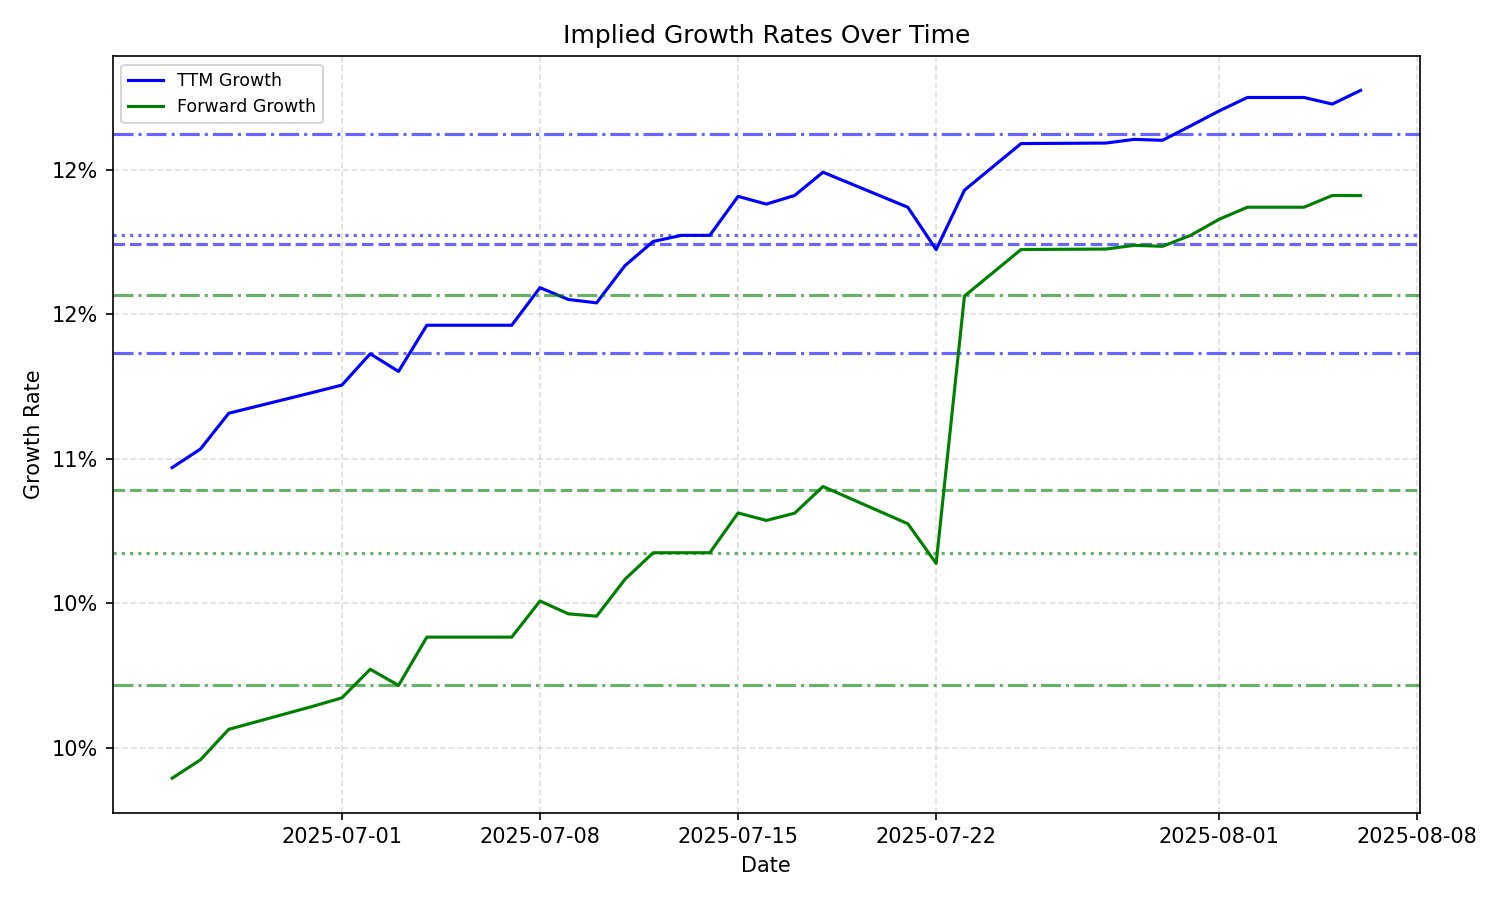 Implied Growth Rates Over Time
TTM Growth
Forward Growth
12%
12%
11%
10%
10%
Growth Rate
2025-07-01
2025-07-08
2025-07-15
2025-07-22
2025-08-01
2025-08-08
Date